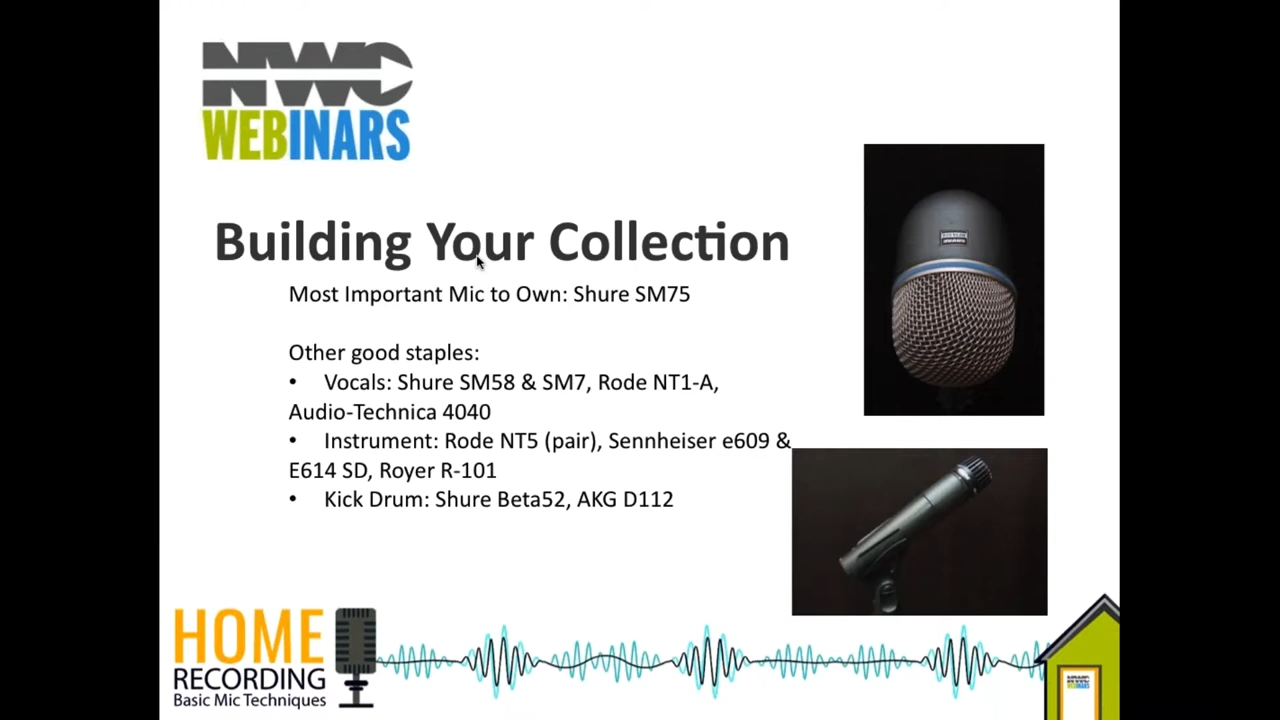 NWC
WEBINARS
Building Your Collection
Most Important Mic to Own: Shure SM75
Other good staples:
• Vocals: Shure SM58 & SM7, Rode NT1-A,
Audio-Technica 4040
• Instrument: Rode NT5 (pair), Sennheiser e609 &
E614 SD, Royer R-101
• Kick Drum: Shure Beta52, AKG D112
HOME
RECORDING
Basic Mic Techniques
NWC
WEBINARS